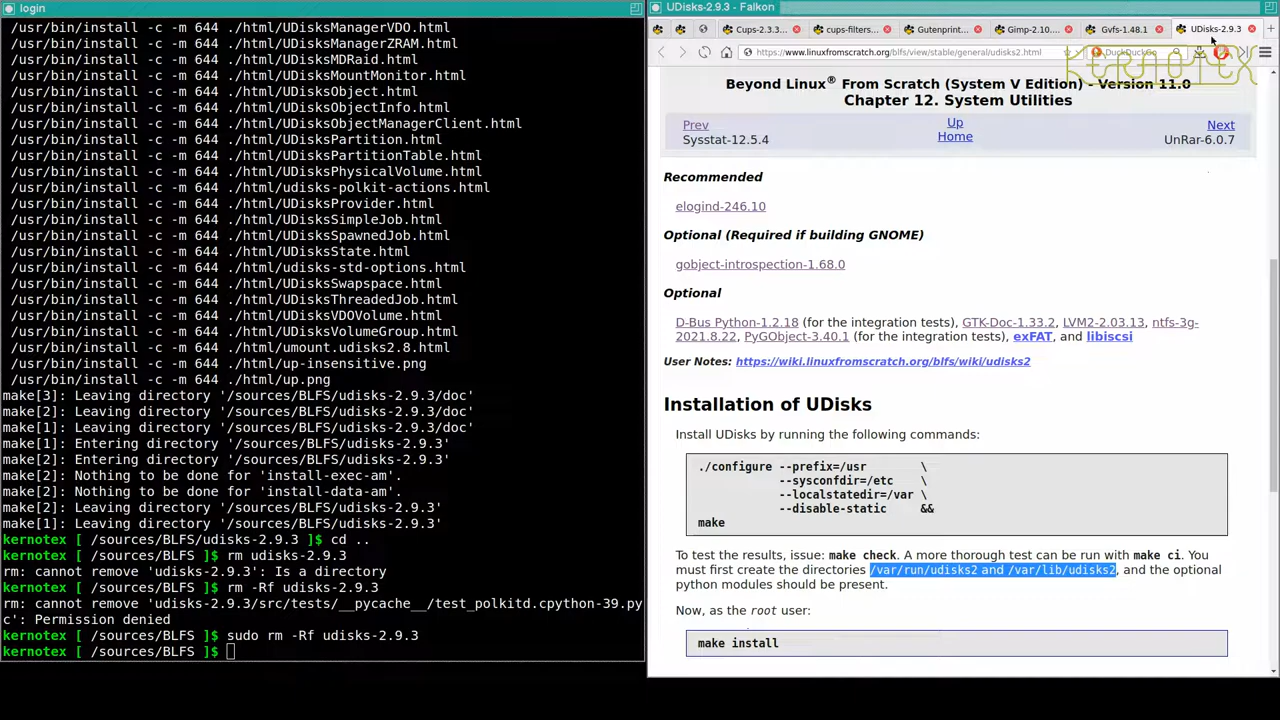 login
/usr/bin/install -c -m 644 ./html/UDisksManagerVDO.html
/usr/bin/install -c -m 644 ./html/UDisksManagerZRAM.html
/usr/bin/install -c -m 644 ./html/UDisksMDRaid.html
/usr/bin/install -c -m 644 ./html/UDisksMountMonitor.html
/usr/bin/install -c -m 644 ./html/UDisksObject.html
/usr/bin/install -c -m 644 ./html/UDisksObjectInfo.html
/usr/bin/install -c -m 644 ./html/UDisksObjectManagerClient.html
/usr/bin/install -c -m 644 ./html/UDisksPartition.html
/usr/bin/install -c -m 644 ./html/UDisksPartitionTable.html
/usr/bin/install -c -m 644 ./html/UDisksPhysicalVolume.html
/usr/bin/install -c -m 644 ./html/udisks-polkit-actions.html
/usr/bin/install -c -m 644 ./html/UDisksProvider.html
/usr/bin/install -c -m 644 ./html/UDisksSimpleJob.html
/usr/bin/install -c -m 644 ./html/UDisksSpawnedJob.html
/usr/bin/install -c -m 644 ./html/UDisksState.html
/usr/bin/install -c -m 644 ./html/udisks-std-options.html
/usr/bin/install -c -m 644 ./html/UDisksSwapspace.html
/usr/bin/install -c -m 644 ./html/UDisksThreadedJob.html
/usr/bin/install -c -m 644 ./html/UDisksVDOVolume.html
/usr/bin/install -c -m 644 ./html/UDisksVolumeGroup.html
/usr/bin/install -c -m 644 ./html/umount.udisks2.8.html
/usr/bin/install -c -m 644 ./html/up-insensitive.png
/usr/bin/install -c -m 644 ./html/up.png
make[3]: Leaving directory '/sources/BLFS/udisks-2.9.3/doc'
make[2]: Leaving directory '/sources/BLFS/udisks-2.9.3/doc'
make[1]: Leaving directory '/sources/BLFS/udisks-2.9.3/doc'
make[1]: Entering directory '/sources/BLFS/udisks-2.9.3'
make[2]: Entering directory '/sources/BLFS/udisks-2.9.3'
make[2]: Nothing to be done for 'install-exec-am'.
make[2]: Nothing to be done for 'install-data-am'.
make[2]: Leaving directory '/sources/BLFS/udisks-2.9.3'
make[1]: Leaving directory '/sources/BLFS/udisks-2.9.3'
kernotex [ /sources/BLFS/udisks-2.9.3 ]$ cd ..
kernotex [ /sources/BLFS ]$ rm udisks-2.9.3
rm: cannot remove 'udisks-2.9.3': Is a directory
kernotex [ /sources/BLFS ]$ rm -Rf udisks-2.9.3
rm: cannot remove 'udisks-2.9.3/src/tests/__pycache__/test_polkitd.cpython-39.py
c': Permission denied
kernotex [ /sources/BLFS ]$ sudo rm -Rf udisks-2.9.3
kernotex [ /sources/BLFS ]$
UDisks-2.9.3 - Falkon
Cups-2.3.3... cups-filters... Gutenprint... Gimp-2.10.... Gvfs-1.48.1 UDisks-2.9.3
https://www.linuxfromscratch.org/blfs/view/stable/general/udisks2.html DuckDuckGo
KERNOTEX
Beyond Linux® From Scratch (System V Edition) - Version 11.0
Chapter 12. System Utilities
Prev Up Next
Sysstat-12.5.4 Home UnRar-6.0.7
Recommended
elogind-246.10
Optional (Required if building GNOME)
gobject-introspection-1.68.0
Optional
D-Bus Python-1.2.18 (for the integration tests), GTK-Doc-1.33.2, LVM2-2.03.13, ntfs-3g-
2021.8.22, PyGObject-3.40.1 (for the integration tests), exFAT, and libiscsi
User Notes: https://wiki.linuxfromscratch.org/blfs/wiki/udisks2
Installation of UDisks
Install UDisks by running the following commands:
./configure --prefix=/usr \
--sysconfdir=/etc \
--localstatedir=/var \
--disable-static &&
make
To test the results, issue: make check. A more thorough test can be run with make ci. You
must first create the directories /var/run/udisks2 and /var/lib/udisks2, and the optional
python modules should be present.
Now, as the root user:
make install